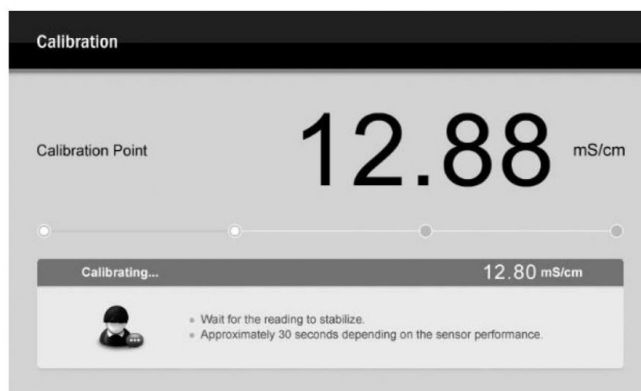 Calibration
Calibration Point 12.88 mS/cm
Calibrating... 12.80 mS/cm
Wait for the reading to stabilize.
Approximately 30 seconds depending on the sensor performance.